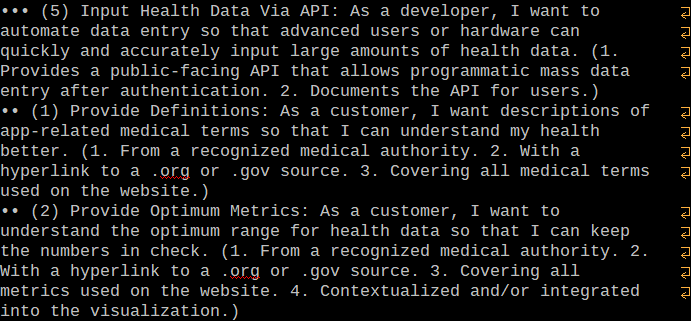 ••• (5) Input Health Data Via API: As a developer, I want to
automate data entry so that advanced users or hardware can
quickly and accurately input large amounts of health data. (1.
Provides a public-facing API that allows programmatic mass data
entry after authentication. 2. Documents the API for users.)
•• (1) Provide Definitions: As a customer, I want descriptions of
app-related medical terms so that I can understand my health
better. (1. From a recognized medical authority. 2. With a
hyperlink to a .org or .gov source. 3. Covering all medical terms
used on the website.)
•• (2) Provide Optimum Metrics: As a customer, I want to
understand the optimum range for health data so that I can keep
the numbers in check. (1. From a recognized medical authority. 2.
With a hyperlink to a .org or .gov source. 3. Covering all
metrics used on the website. 4. Contextualized and/or integrated
into the visualization.)